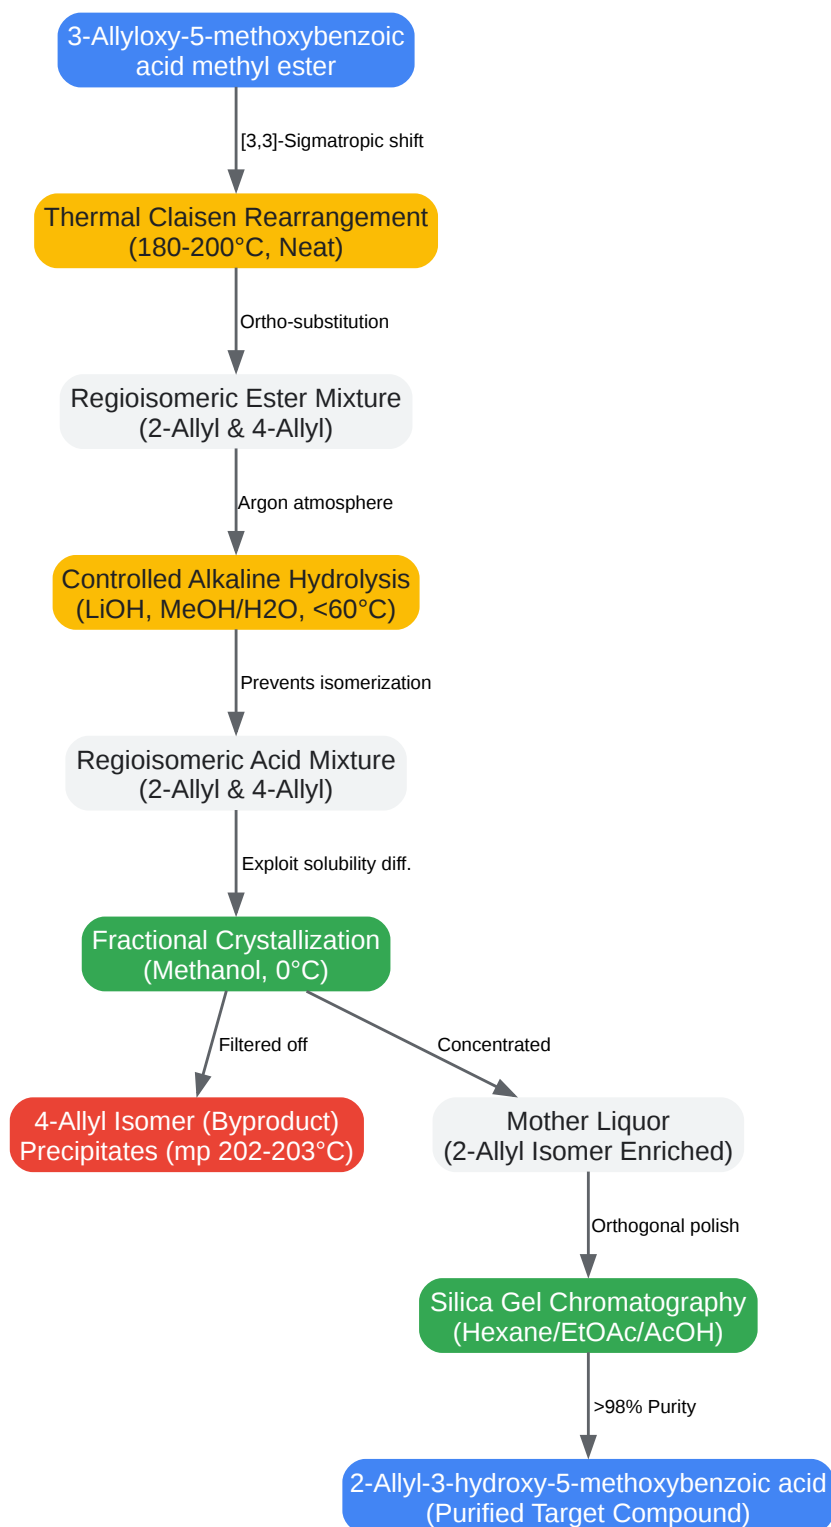 3-Allyloxy-5-methoxybenzoic
acid methyl ester
[3,3]-Sigmatropic shift
Thermal Claisen Rearrangement
(180-200°C, Neat)
Ortho-substitution
Regioisomeric Ester Mixture
(2-Allyl & 4-Allyl)
Argon atmosphere
Controlled Alkaline Hydrolysis
(LiOH, MeOH/H2O, <60°C)
Prevents isomerization
Regioisomeric Acid Mixture
(2-Allyl & 4-Allyl)
Exploit solubility diff.
Fractional Crystallization
(Methanol, 0°C)
Filtered off
Concentrated
4-Allyl Isomer (Byproduct)
Precipitates (mp 202-203°C)
Mother Liquor
(2-Allyl Isomer Enriched)
Orthogonal polish
Silica Gel Chromatography
(Hexane/EtOAc/AcOH)
>98% Purity
2-Allyl-3-hydroxy-5-methoxybenzoic acid
(Purified Target Compound)